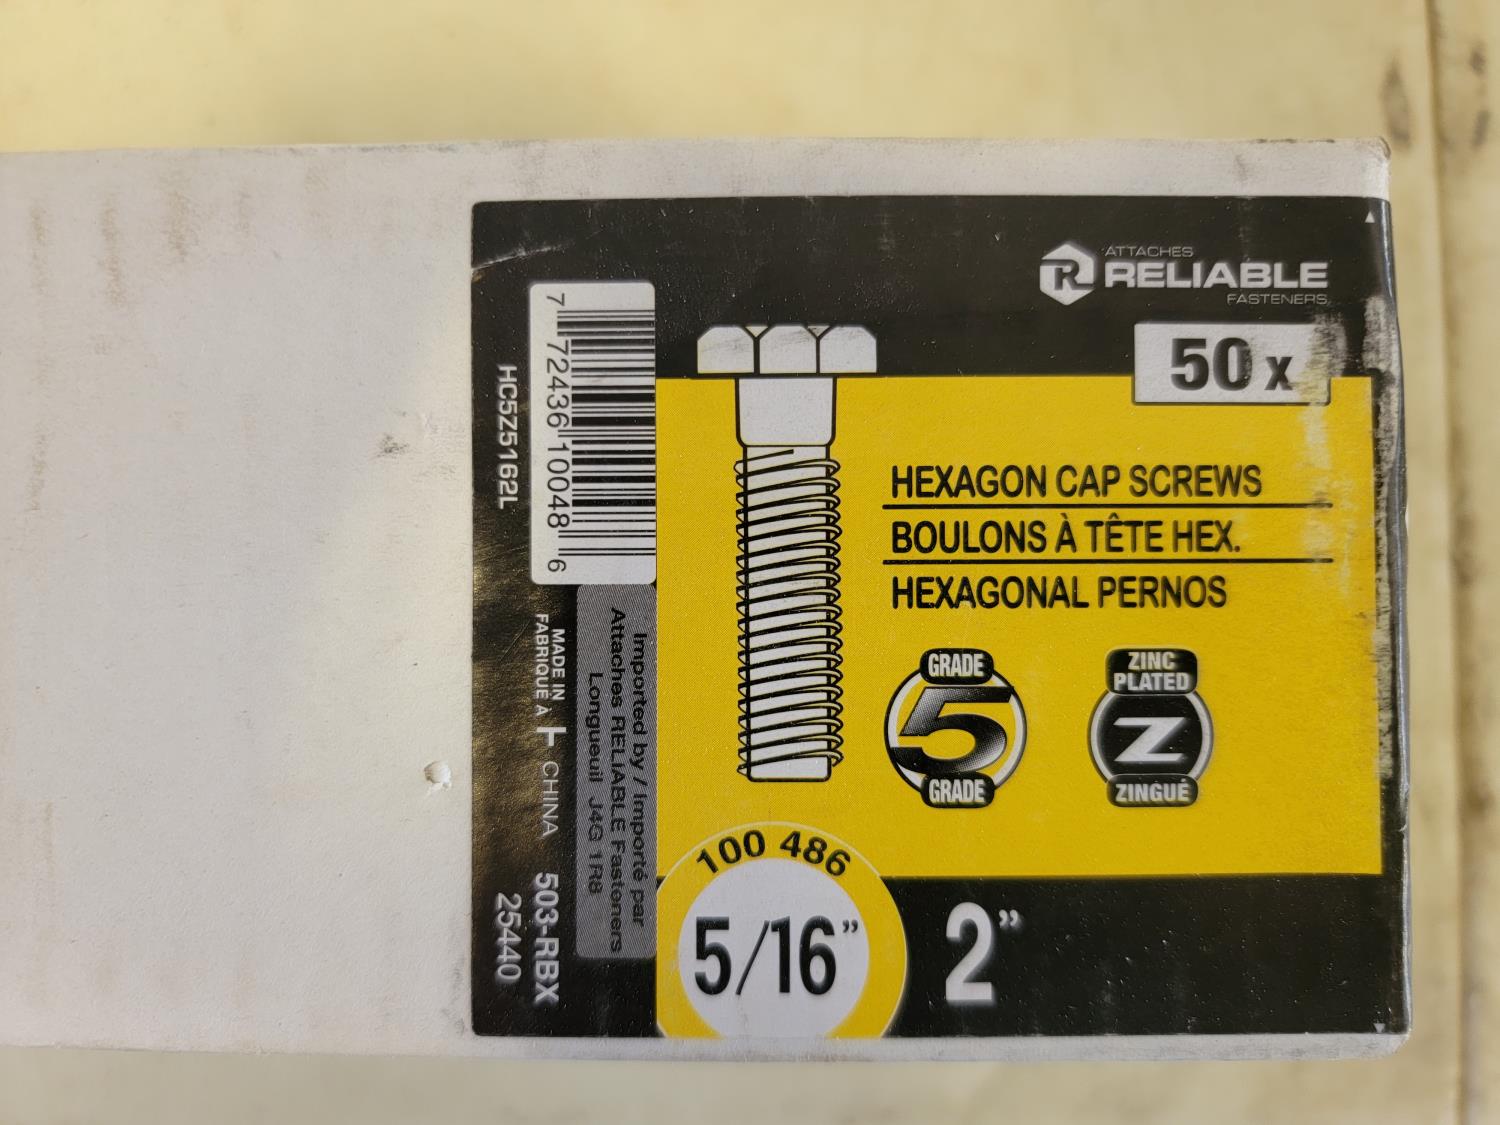 ATTACHES
R RELIABLE
FASTENERS
50 x
HEXAGON CAP SCREWS
BOULONS À TÊTE HEX.
HEXAGONAL PERNOS
GRADE
5
GRADE
ZINC
PLATED
Z
ZINGUÉ
100 486
5/16”
2”
7 72436 10048 6
HC5Z5162L
Imported by / Importé par
Attaches RELIABLE Fasteners
Longueuil J4G 1R8
MADE IN
FABRIQUÉ À
CHINA
503-RBX
25440